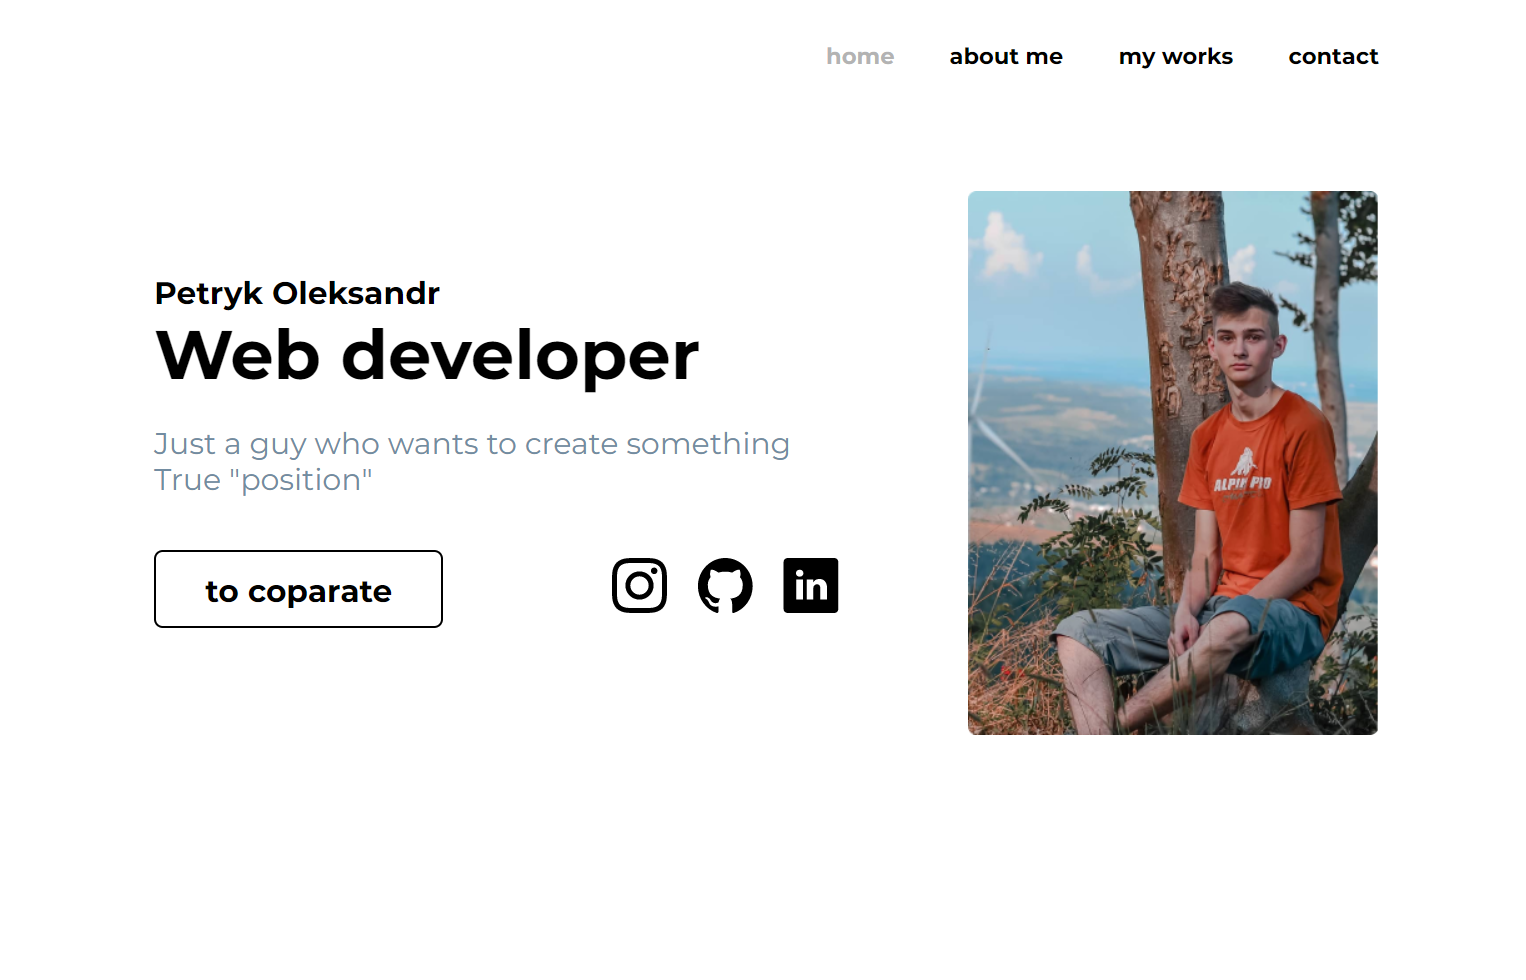 home about me my works contact
Petryk Oleksandr
Web developer
Just a guy who wants to create something
True "position"
to coparate
in
ALPINE PRO